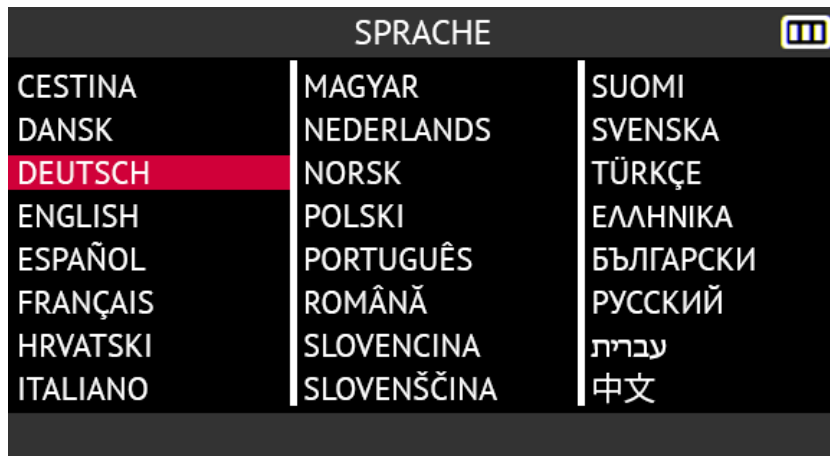 SPRACHE
CESTINA
DANSK
DEUTSCH
ENGLISH
ESPAÑOL
FRANÇAIS
HRVATSKI
ITALIANO
MAGYAR
NEDERLANDS
NORSK
POLSKI
PORTUGUÊS
ROMÂNĂ
SLOVENCINA
SLOVENŠČINA
SUOMI
SVENSKA
TÜRKÇE
ΕΛΛΗΝΙΚΑ
БЪЛГАРСКИ
РУССКИЙ
עברית
中文